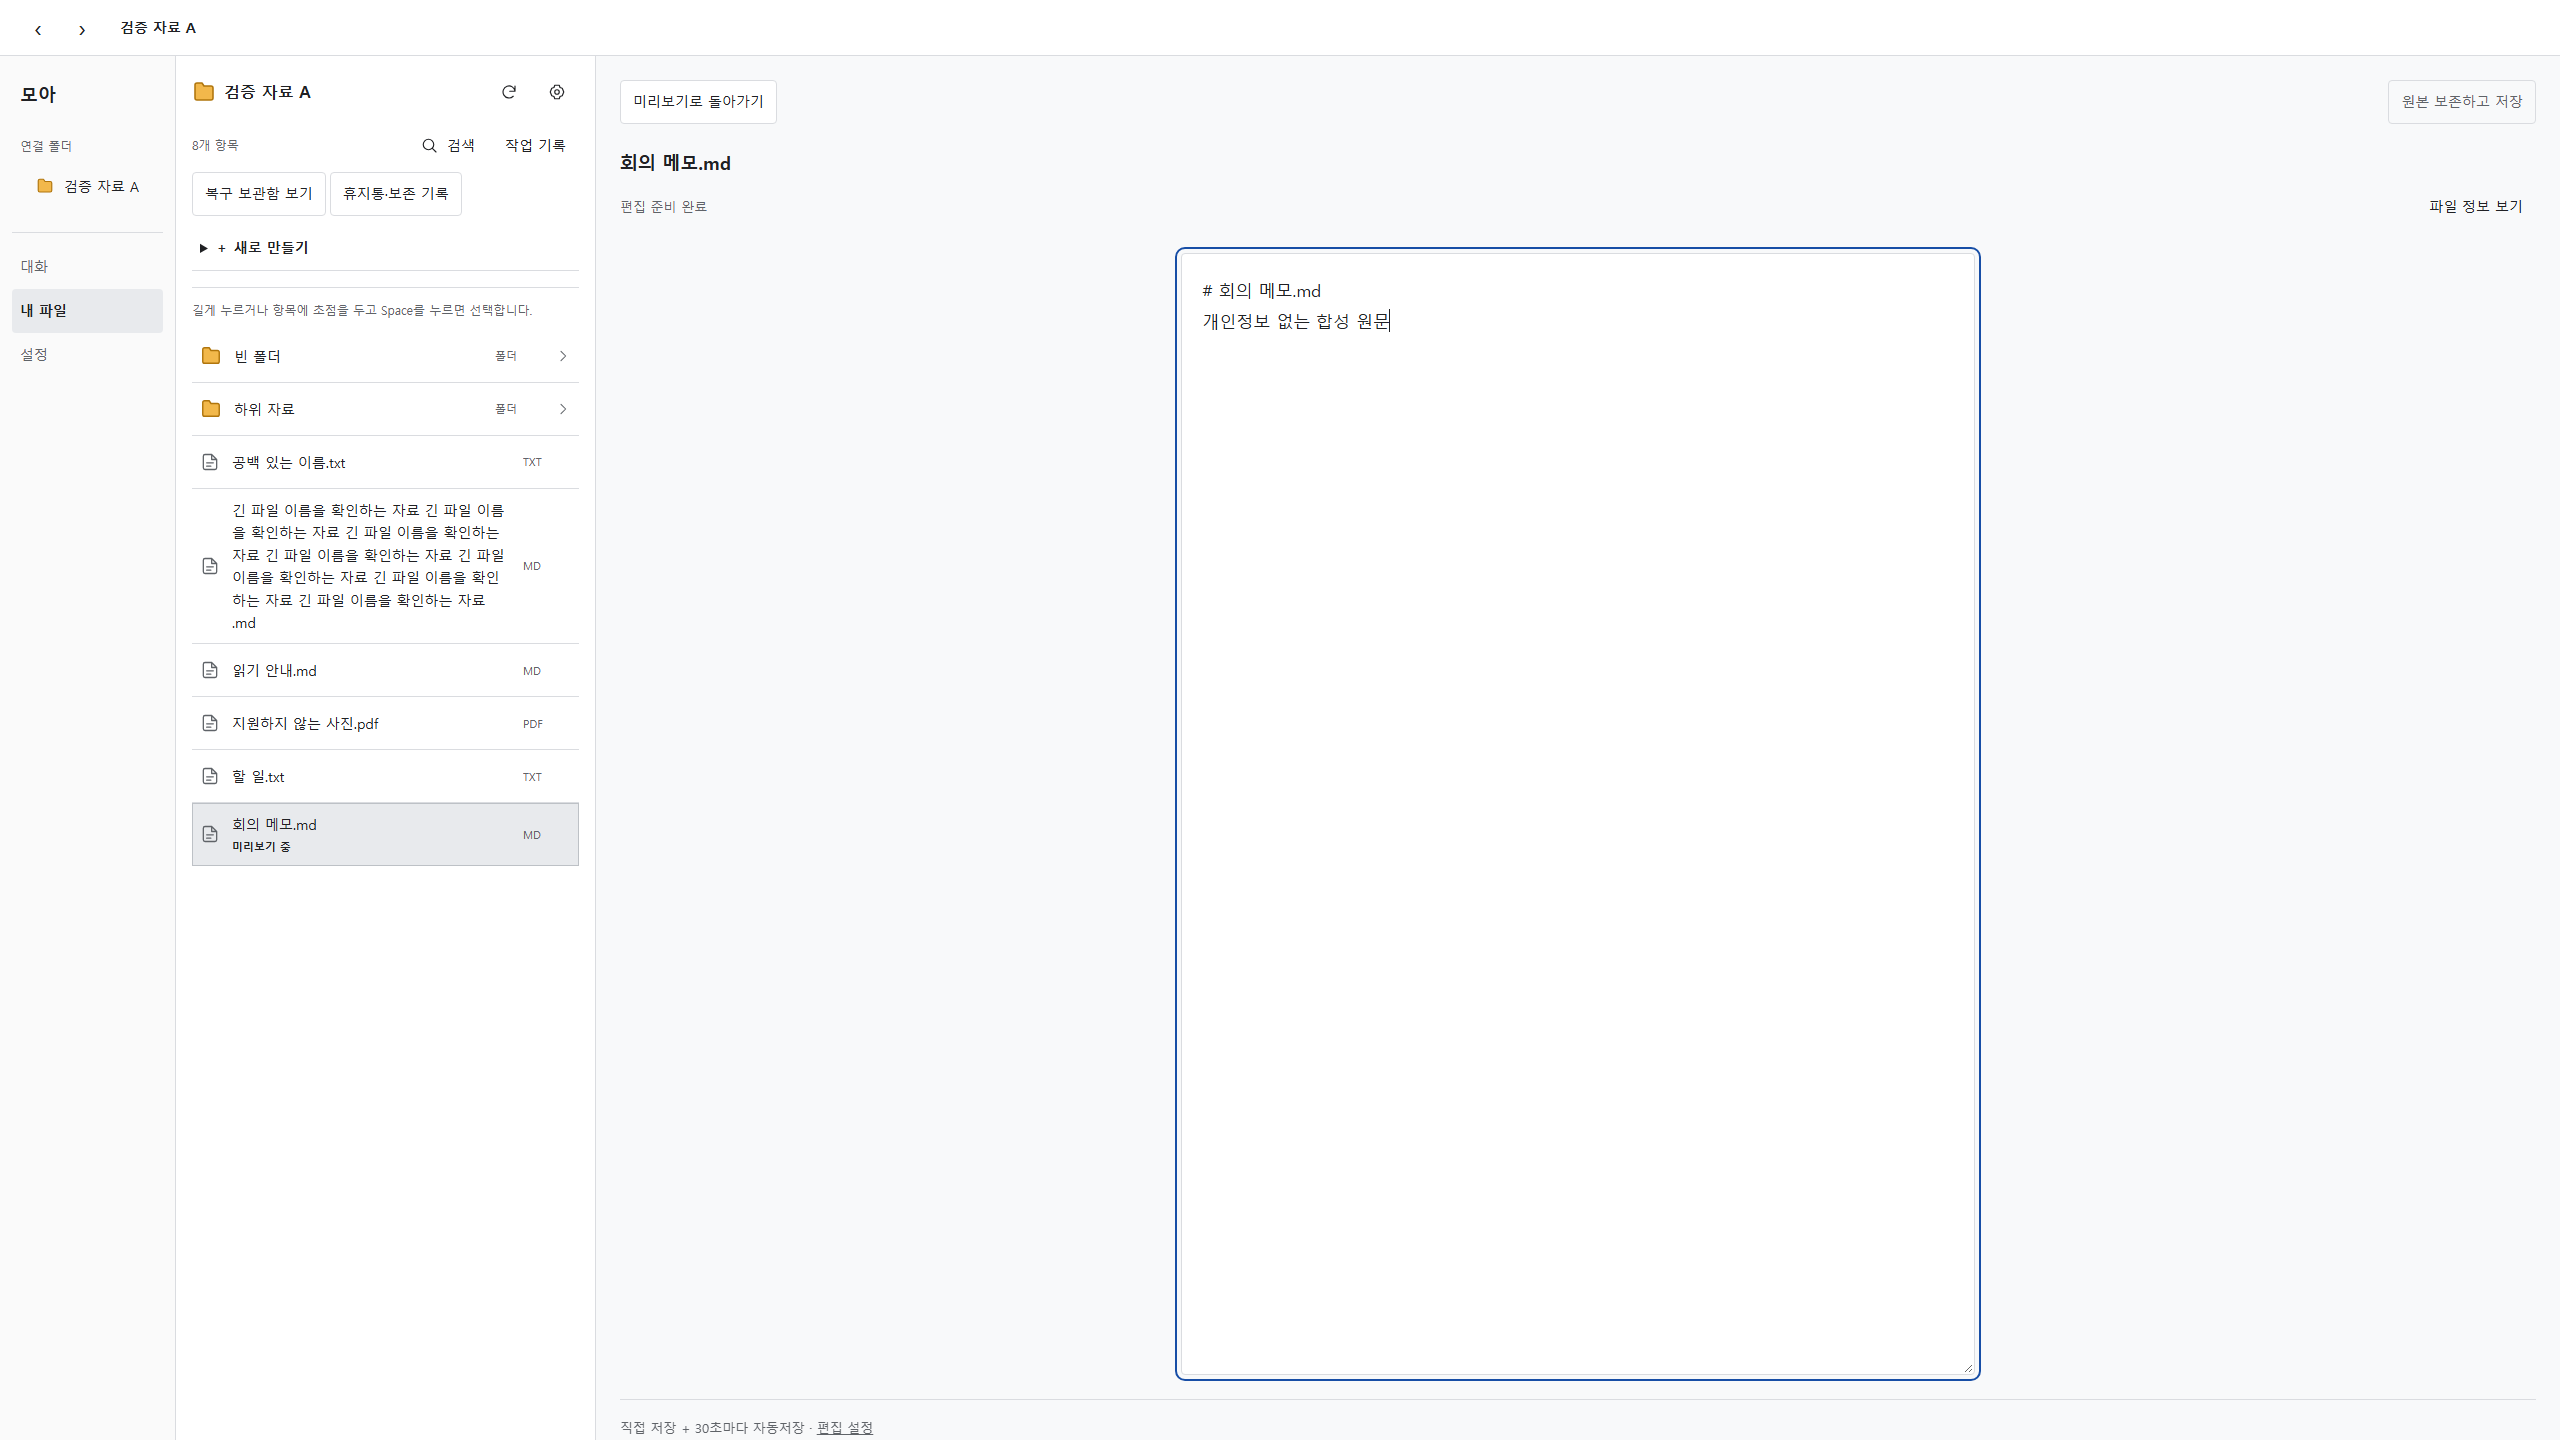 검증 자료 A
모아
연결 폴더
검증 자료 A
대화
내 파일
설정
검증 자료 A
8개 항목
검색
작업 기록
복구 보관함 보기
휴지통·보존 기록
+ 새로 만들기
길게 누르거나 항목에 초점을 두고 Space를 누르면 선택합니다.
빈 폴더 폴더
하위 자료 폴더
공백 있는 이름.txt TXT
긴 파일 이름을 확인하는 자료 긴 파일 이름
을 확인하는 자료 긴 파일 이름을 확인하는
자료 긴 파일 이름을 확인하는 자료 긴 파일
이름을 확인하는 자료 긴 파일 이름을 확인
하는 자료 긴 파일 이름을 확인하는 자료
.md
MD
읽기 안내.md MD
지원하지 않는 사진.pdf PDF
할 일.txt TXT
회의 메모.md MD
미리보기 중
미리보기로 돌아가기
원본 보존하고 저장
회의 메모.md
편집 준비 완료
파일 정보 보기
# 회의 메모.md
개인정보 없는 합성 원문
직접 저장 + 30초마다 자동저장 · 편집 설정